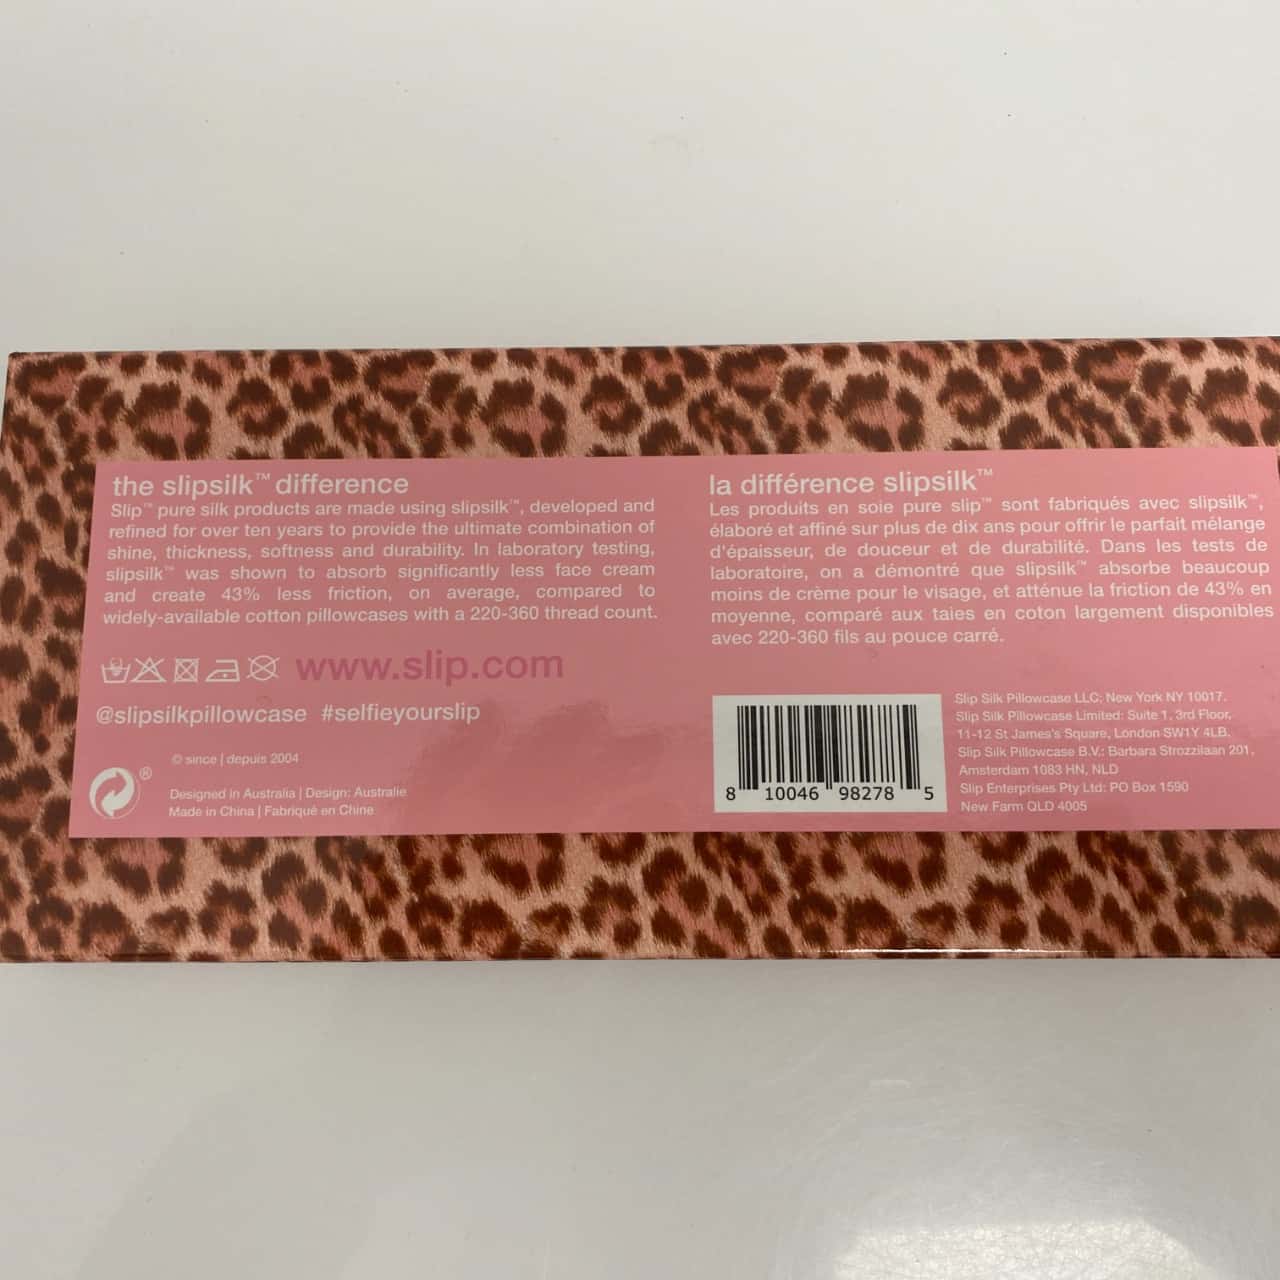 the slipsilk™ difference
Slip™ pure silk products are made using slipsilk™, developed and
refined for over ten years to provide the ultimate combination of
shine, thickness, softness and durability. In laboratory testing,
slipsilk™ was shown to absorb significantly less face cream
and create 43% less friction, on average, compared to
widely-available cotton pillowcases with a 220-360 thread count.
www.slip.com
@slipsilkpillowcase #selfieyourslip
© since | depuis 2004
®
Designed in Australia | Design: Australie
Made in China | Fabriqué en Chine
la différence slipsilk™
Les produits en soie pure slip™ sont fabriqués avec slipsilk™,
élaboré et affiné sur plus de dix ans pour offrir le parfait mélange
d'épaisseur, de douceur et de durabilité. Dans les tests de
laboratoire, on a démontré que slipsilk™ absorbe beaucoup
moins de crème pour le visage, et atténue la friction de 43% en
moyenne, comparé aux taies en coton largement disponibles
avec 220-360 fils au pouce carré.
8 10046 98278 5
Slip Silk Pillowcase LLC: New York NY 10017.
Slip Silk Pillowcase Limited: Suite 1, 3rd Floor,
11-12 St James's Square, London SW1Y 4LB.
Slip Silk Pillowcase B.V.: Barbara Strozzilaan 201,
Amsterdam 1083 HN, NLD
Slip Enterprises Pty Ltd: PO Box 1590
New Farm QLD 4005